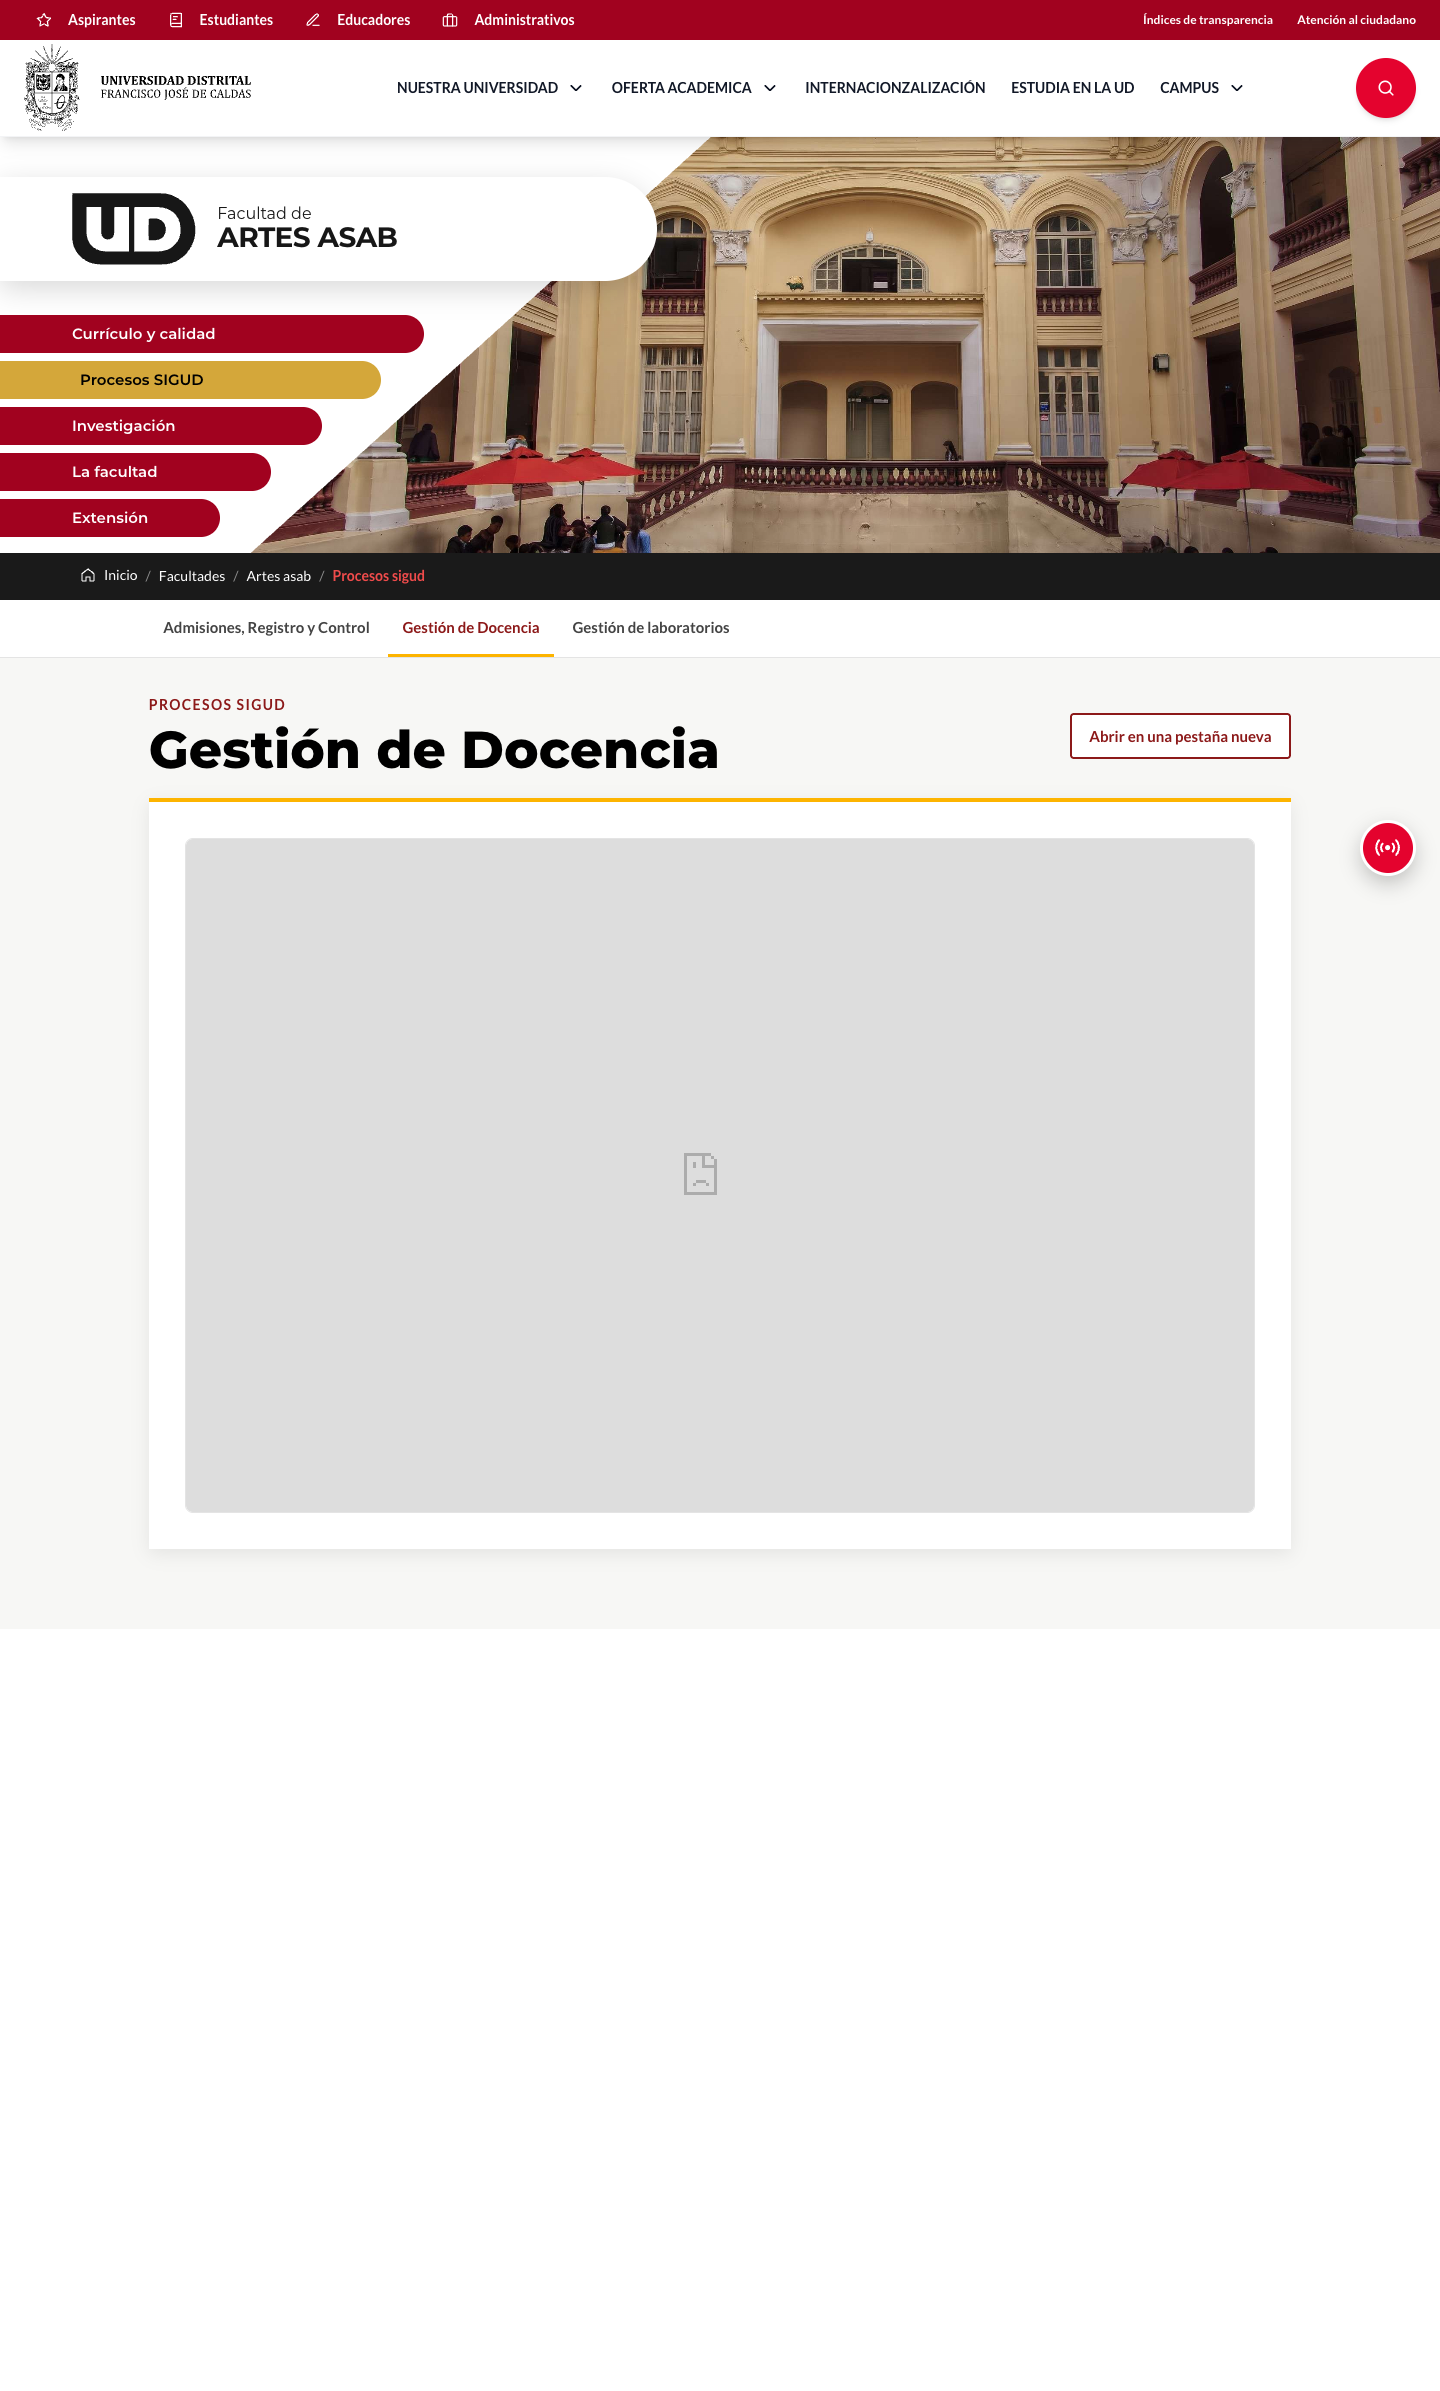 Aspirantes
Estudiantes
Educadores
Administrativos
Índices de transparencia
Atención al ciudadano
UNIVERSIDAD DISTRITAL
FRANCISCO JOSÉ DE CALDAS
NUESTRA UNIVERSIDAD
OFERTA ACADEMICA
INTERNACIONZALIZACIÓN
ESTUDIA EN LA UD
CAMPUS
UD
Facultad de
ARTES ASAB
Currículo y calidad
Procesos SIGUD
Investigación
La facultad
Extensión
Inicio / Facultades / Artes asab / Procesos sigud
Admisiones, Registro y Control
Gestión de Docencia
Gestión de laboratorios
PROCESOS SIGUD
Gestión de Docencia
Abrir en una pestaña nueva